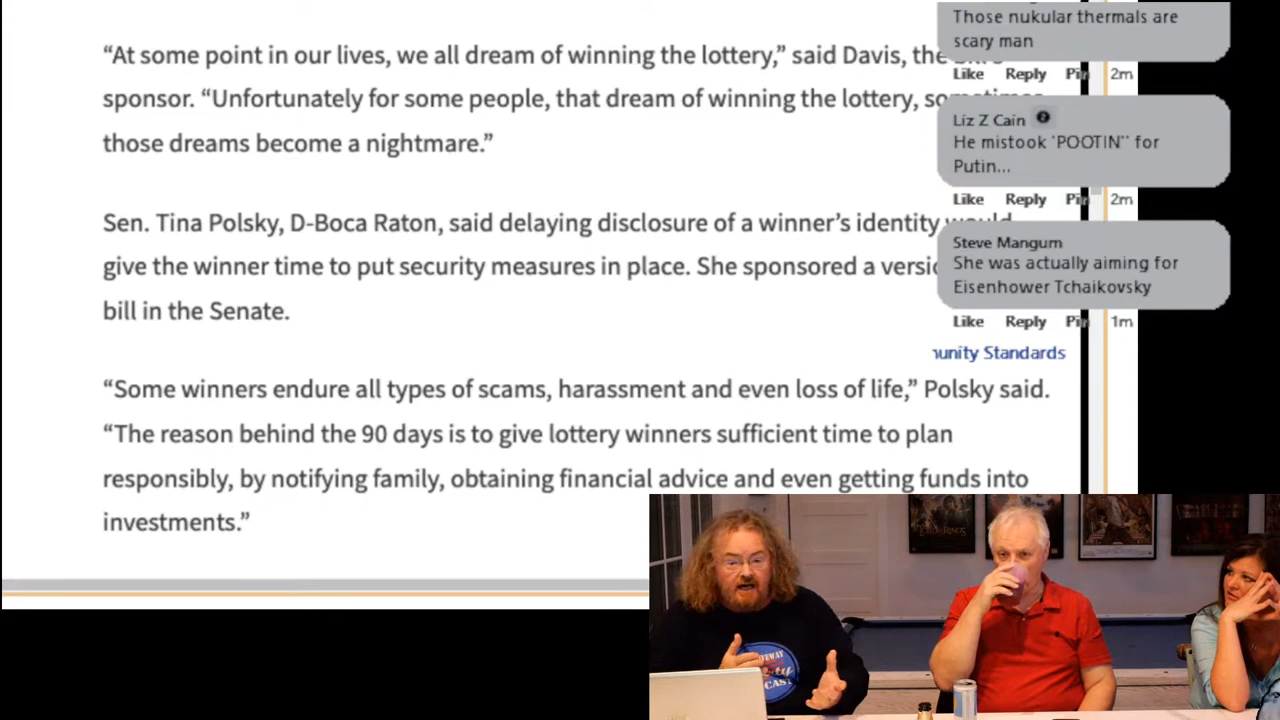 “At some point in our lives, we all dream of winning the lottery,” said Davis, the
sponsor. “Unfortunately for some people, that dream of winning the lottery, sometimes
those dreams become a nightmare.”
Sen. Tina Polsky, D-Boca Raton, said delaying disclosure of a winner’s identity would
give the winner time to put security measures in place. She sponsored a
bill in the Senate.
“Some winners endure all types of scams, harassment and even loss of life,” Polsky said.
“The reason behind the 90 days is to give lottery winners sufficient time to plan
responsibly, by notifying family, obtaining financial advice and even getting funds into
investments.”
Those nukular thermals are
scary man
Like Reply Pi 2m
Liz Z Cain
He mistook 'POOTIN'' for
Putin...
Like Reply Pi 2m
Steve Mangum
She was actually aiming for
Eisenhower Tchaikovsky
Like Reply Pi 1m
unity Standards